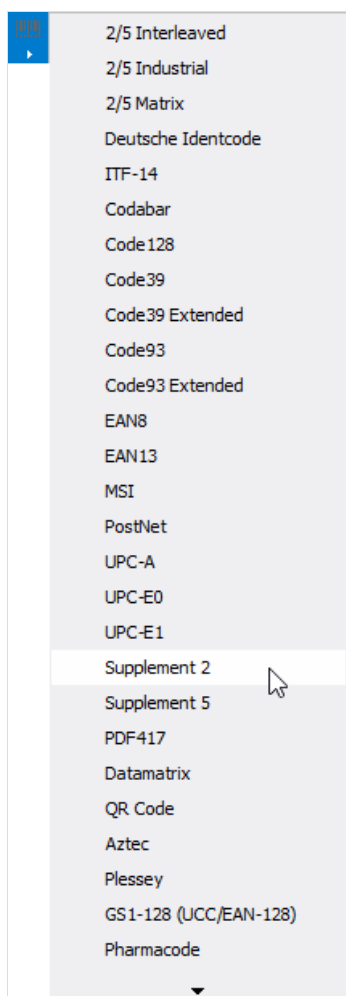 2/5 Interleaved
2/5 Industrial
2/5 Matrix
Deutsche Identcode
ITF-14
Codabar
Code128
Code39
Code39 Extended
Code93
Code93 Extended
EAN8
EAN13
MSI
PostNet
UPC-A
UPC-E0
UPC-E1
Supplement 2
Supplement 5
PDF417
Datamatrix
QR Code
Aztec
Plessey
GS1-128 (UCC/EAN-128)
Pharmacode